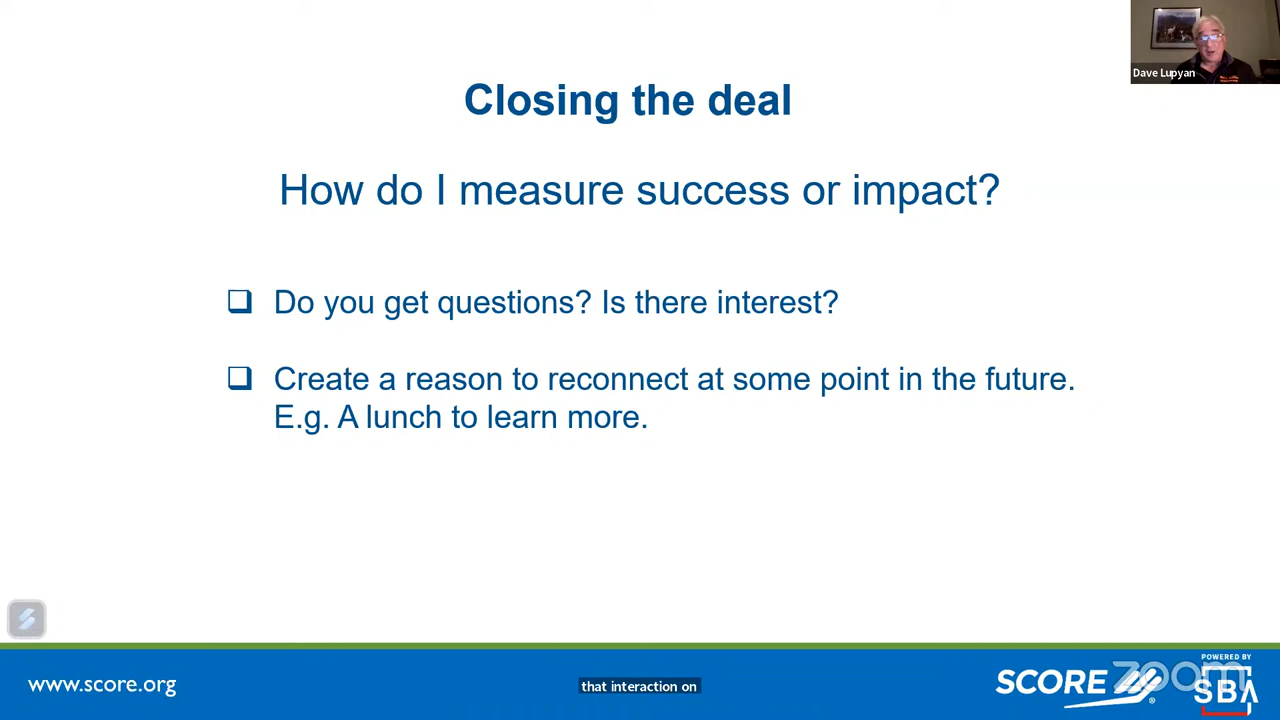 Dave Lupyan
Closing the deal
How do I measure success or impact?
❑ Do you get questions? Is there interest?
❑ Create a reason to reconnect at some point in the future.
E.g. A lunch to learn more.
www.score.org
that interaction on
SCORE
®
zoom
POWERED BY
SBA